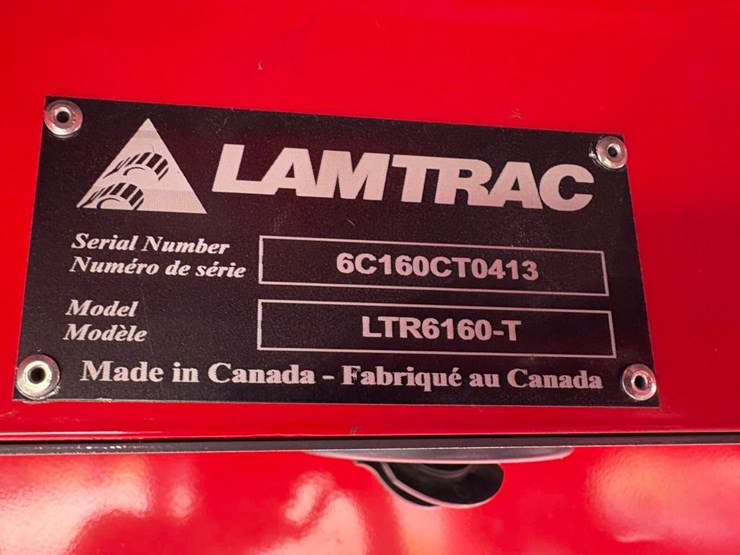 LAMTRAC
Serial Number
Numéro de série
6C160CT0413
Model
Modèle
LTR6160-T
Made in Canada - Fabriqué au Canada